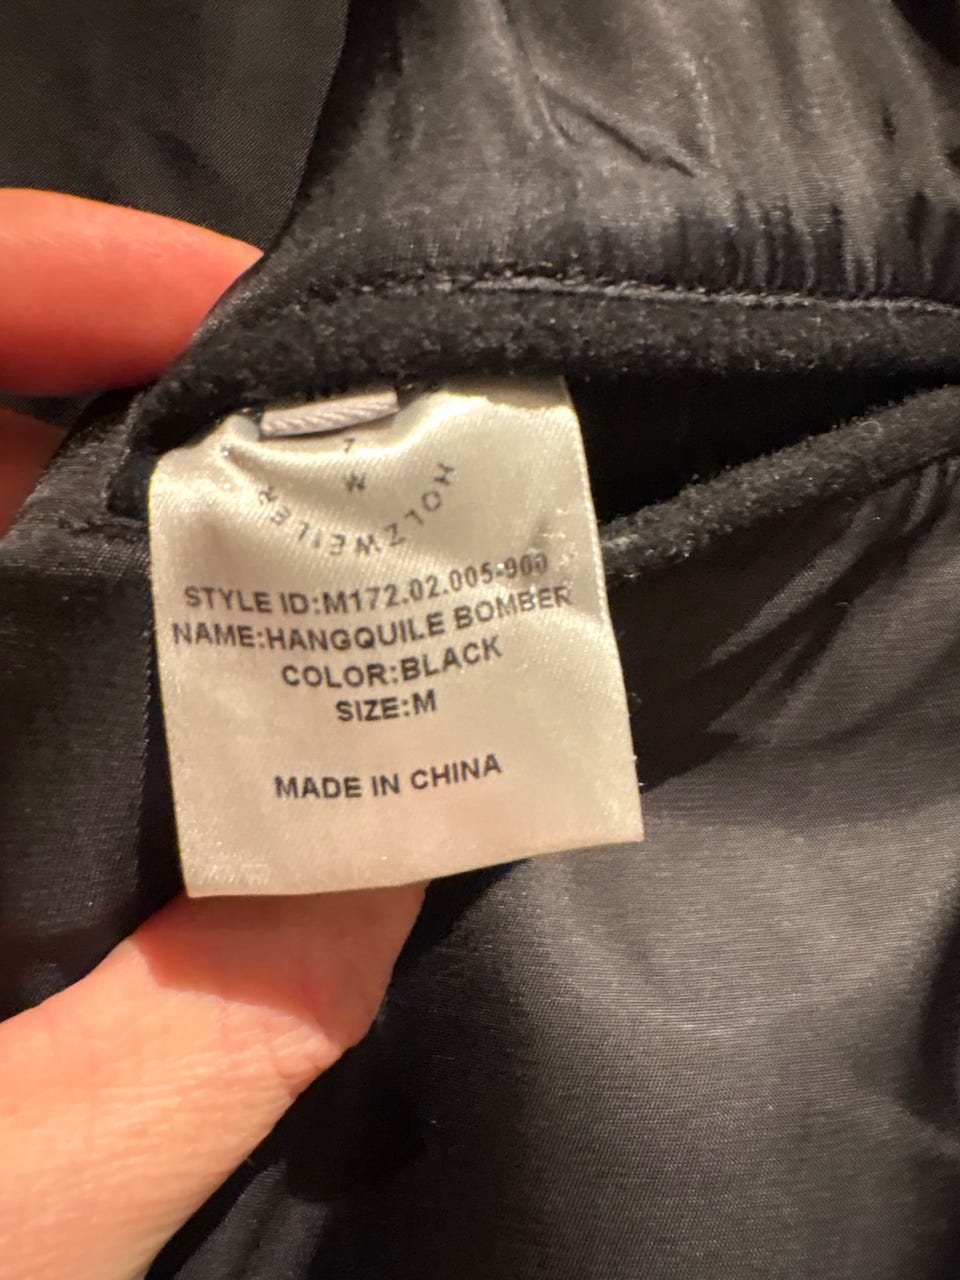 HOLZWEILER
STYLE ID:M172.02.005-900
NAME:HANGQUILE BOMBER
COLOR:BLACK
SIZE:M
MADE IN CHINA